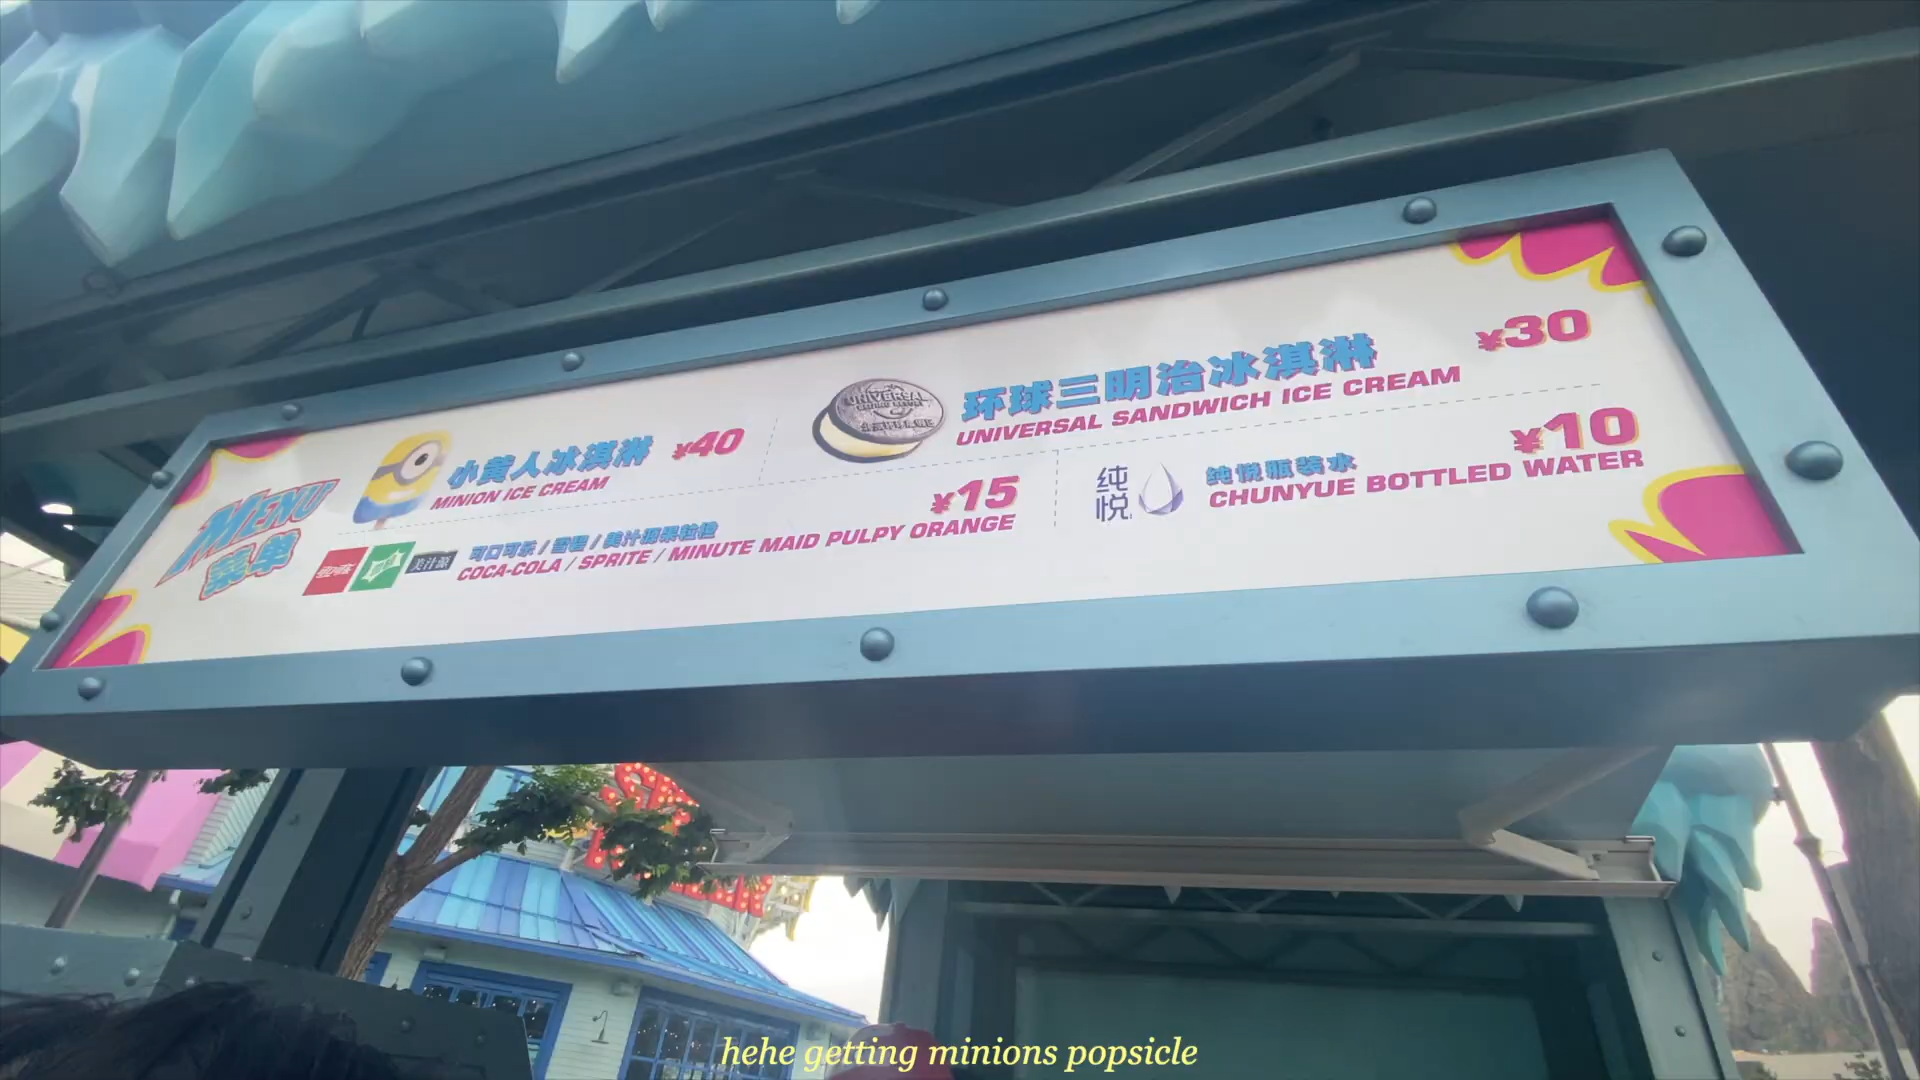 MENU
菜单
小黄人冰淇淋 ¥40
MINION ICE CREAM
UNIVERSAL
环球三明治冰淇淋 ¥30
UNIVERSAL SANDWICH ICE CREAM
美汁源
可口可乐 / 雪碧 / 美汁源果粒橙 ¥15
COCA-COLA / SPRITE / MINUTE MAID PULPY ORANGE
纯悦
纯悦瓶装水 ¥10
CHUNYUE BOTTLED WATER
hehe getting minions popsicle